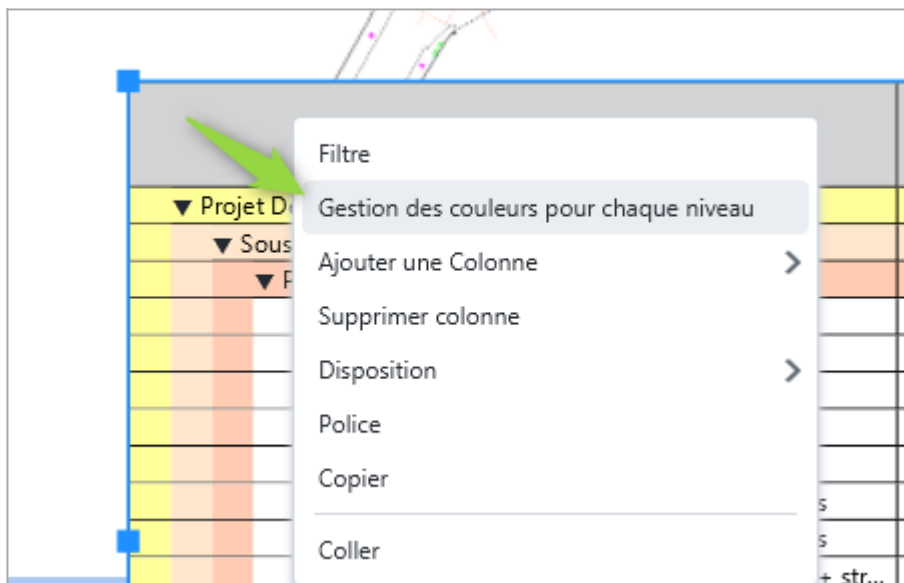 Filtre
▼ Projet D
Gestion des couleurs pour chaque niveau
▼ Sous
Ajouter une Colonne
▼ P
Supprimer colonne
Disposition
Police
Copier
s
Coller
s
+ str...